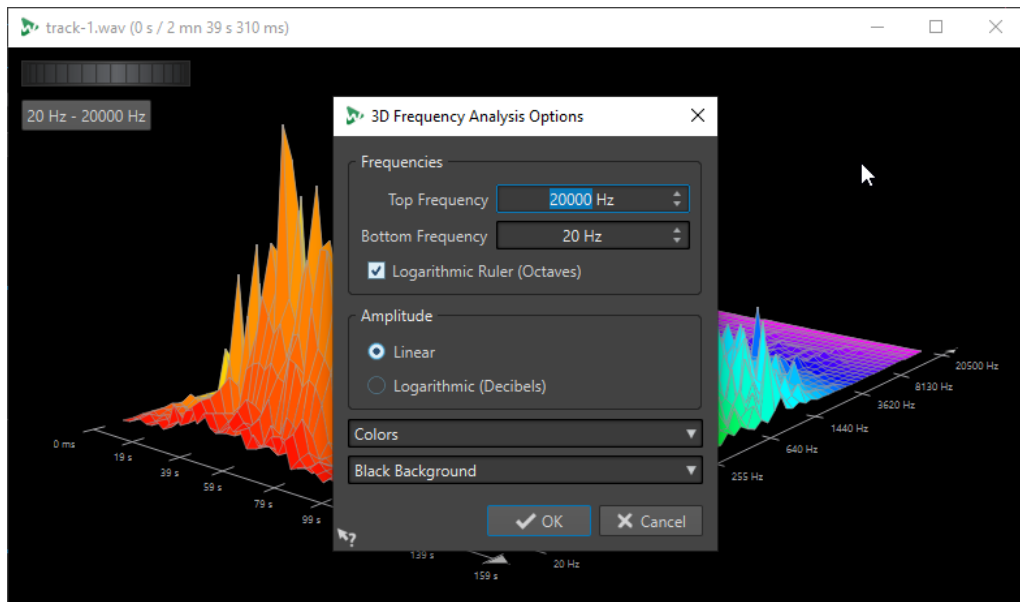 track-1.wav (0 s / 2 mn 39 s 310 ms)
20 Hz - 20000 Hz
3D Frequency Analysis Options
Frequencies
Top Frequency 20000 Hz
Bottom Frequency 20 Hz
Logarithmic Ruler (Octaves)
Amplitude
Linear
Logarithmic (Decibels)
Colors
Black Background
OK Cancel
0 ms
19 s
39 s
59 s
79 s
99 s
139 s
159 s
20 Hz
255 Hz
640 Hz
1440 Hz
3620 Hz
8130 Hz
20500 Hz